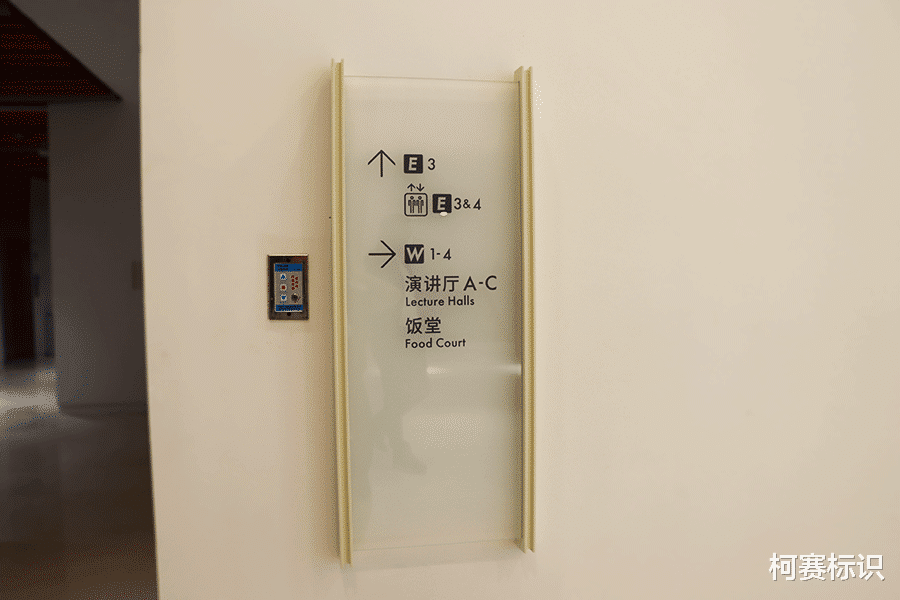 E 3
E 3&4
W 1-4
演讲厅 A-C
Lecture Halls
饭堂
Food Court
柯赛标识